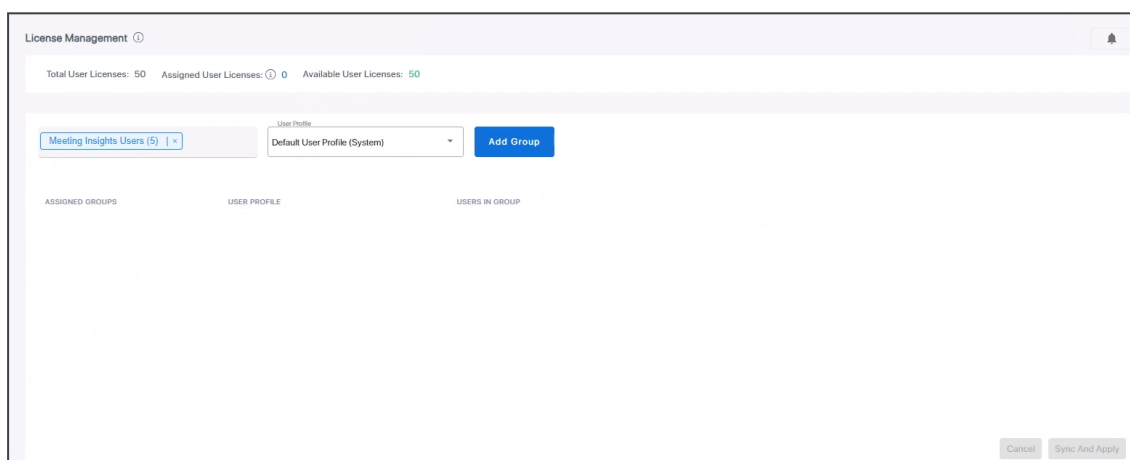 License Management ⓘ
Total User Licenses: 50 Assigned User Licenses: ⓘ 0 Available User Licenses: 50
User Profile
Meeting Insights Users (5) | × Default User Profile (System) Add Group
ASSIGNED GROUPS USER PROFILE USERS IN GROUP
Cancel Sync And Apply